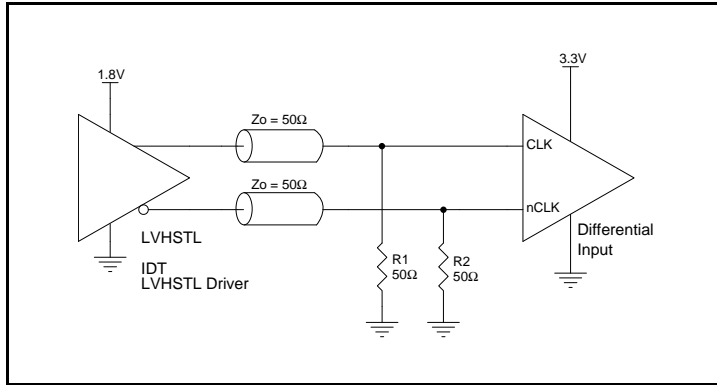 1.8V
3.3V
Zo = 50Ω
CLK
Zo = 50Ω
nCLK
LVHSTL
IDT
LVHSTL Driver
R1
50Ω
R2
50Ω
Differential
Input